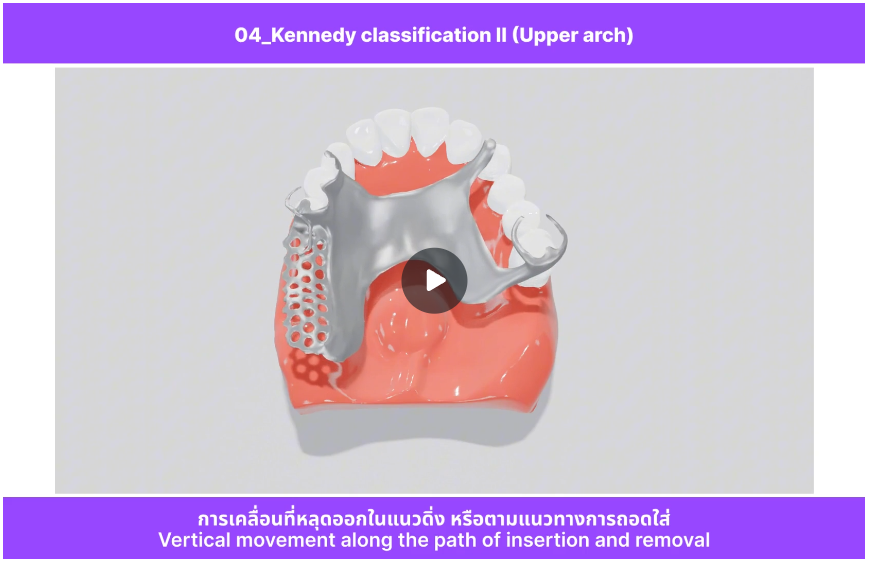 04_Kennedy classification II (Upper arch)
การเคลื่อนที่หลุดออกในแนวดิ่ง หรือตามแนวทางการถอดใส่
Vertical movement along the path of insertion and removal